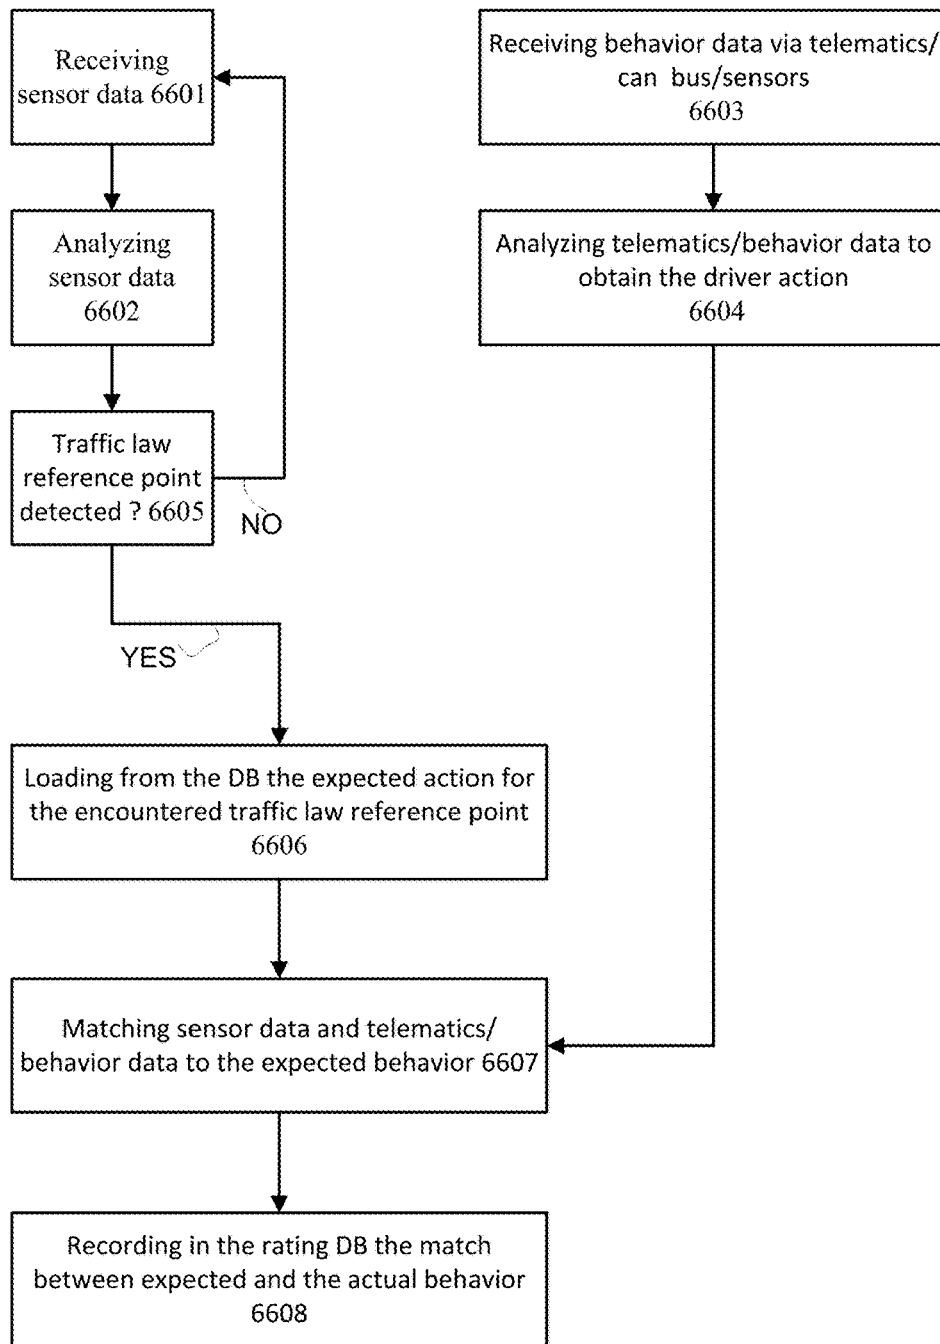 Receiving
sensor data 6601
Receiving behavior data via telematics/
can bus/sensors
6603
Analyzing
sensor data
6602
Analyzing telematics/behavior data to
obtain the driver action
6604
Traffic law
reference point
detected ? 6605
NO
YES
Loading from the DB the expected action for
the encountered traffic law reference point
6606
Matching sensor data and telematics/
behavior data to the expected behavior 6607
Recording in the rating DB the match
between expected and the actual behavior
6608